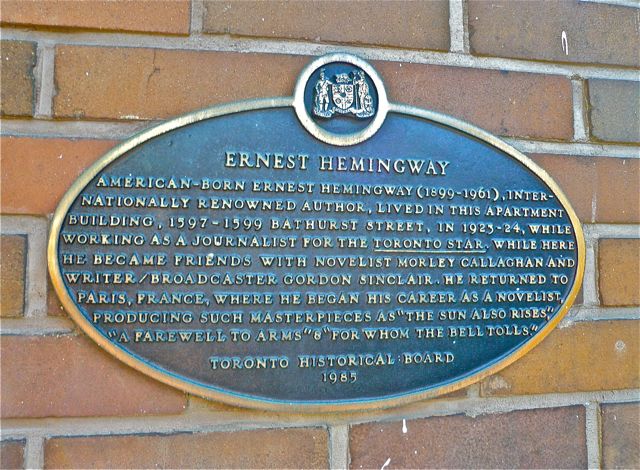 ERNEST HEMINGWAY
AMERICAN-BORN ERNEST HEMINGWAY (1899-1961), INTER-
NATIONALLY RENOWNED AUTHOR, LIVED IN THIS APARTMENT
BUILDING, 1597-1599 BATHURST STREET, IN 1923-24, WHILE
WORKING AS A JOURNALIST FOR THE TORONTO STAR. WHILE HERE
HE BECAME FRIENDS WITH NOVELIST MORLEY CALLAGHAN AND
WRITER/BROADCASTER GORDON SINCLAIR. HE RETURNED TO
PARIS, FRANCE, WHERE HE BEGAN HIS CAREER AS A NOVELIST,
PRODUCING SUCH MASTERPIECES AS "THE SUN ALSO RISES",
"A FAREWELL TO ARMS" & "FOR WHOM THE BELL TOLLS".
TORONTO HISTORICAL BOARD
1985